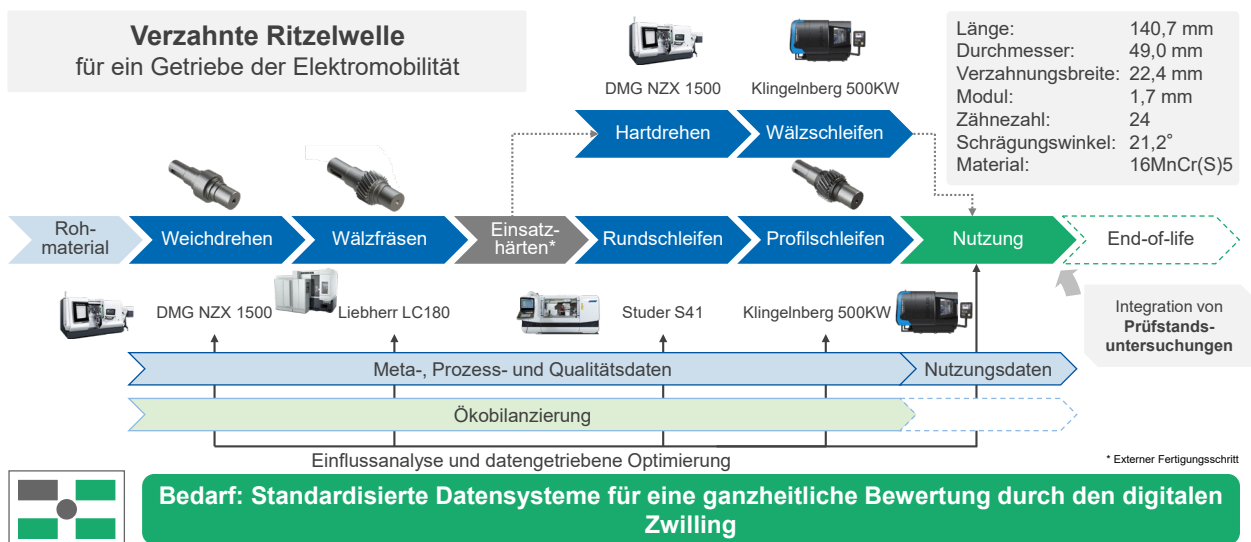 Verzahnte Ritzelwelle
für ein Getriebe der Elektromobilität
DMG NZX 1500
Klingelnberg 500KW
Länge: 140,7 mm
Durchmesser: 49,0 mm
Verzahnungsbreite: 22,4 mm
Modul: 1,7 mm
Zähnezahl: 24
Schrägungswinkel: 21,2°
Material: 16MnCr(S)5
Hartdrehen
Wälzschleifen
Roh-
material
Weichdrehen
Wälzfräsen
Einsatz-
härten*
Rundschleifen
Profilschleifen
Nutzung
End-of-life
DMG NZX 1500
Liebherr LC180
Studer S41
Klingelnberg 500KW
Integration von
Prüfstands-
untersuchungen
Meta-, Prozess- und Qualitätsdaten
Nutzungsdaten
Ökobilanzierung
Einflussanalyse und datengetriebene Optimierung
* Externer Fertigungsschritt
Bedarf: Standardisierte Datensysteme für eine ganzheitliche Bewertung durch den digitalen
Zwilling